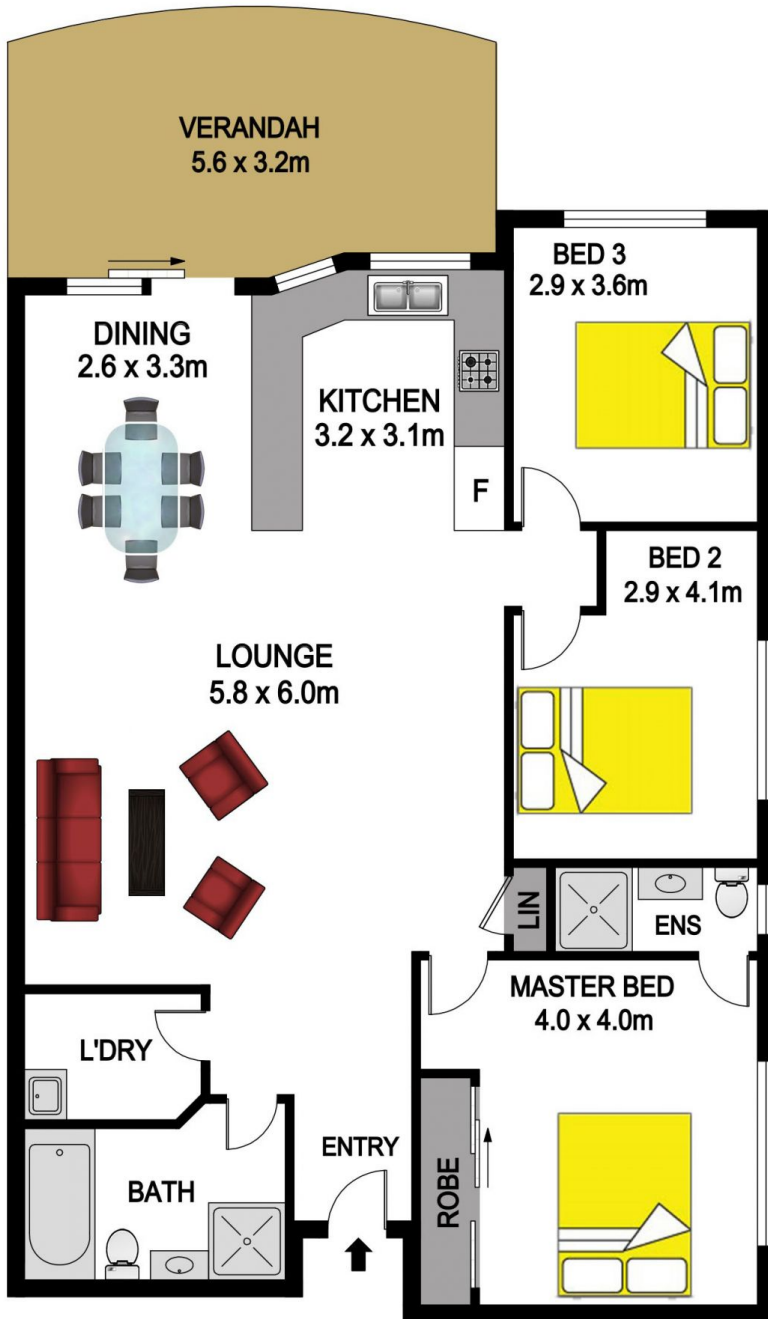 VERANDAH
5.6 x 3.2m
BED 3
2.9 x 3.6m
DINING
2.6 x 3.3m
KITCHEN
3.2 x 3.1m
F
BED 2
2.9 x 4.1m
LOUNGE
5.8 x 6.0m
LIN
ENS
MASTER BED
4.0 x 4.0m
L'DRY
ENTRY
ROBE
BATH